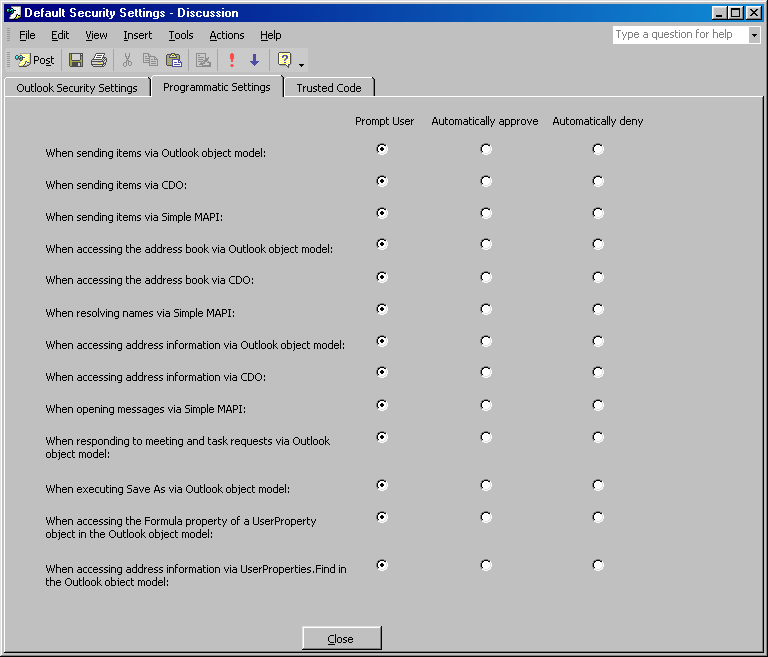 Default Security Settings - Discussion
File Edit View Insert Tools Actions Help
Type a question for help
Post
Outlook Security Settings Programmatic Settings Trusted Code
Prompt User Automatically approve Automatically deny
When sending items via Outlook object model:
When sending items via CDO:
When sending items via Simple MAPI:
When accessing the address book via Outlook object model:
When accessing the address book via CDO:
When resolving names via Simple MAPI:
When accessing address information via Outlook object model:
When accessing address information via CDO:
When opening messages via Simple MAPI:
When responding to meeting and task requests via Outlook
object model:
When executing Save As via Outlook object model:
When accessing the Formula property of a UserProperty
object in the Outlook object model:
When accessing address information via UserProperties.Find in
the Outlook object model:
Close